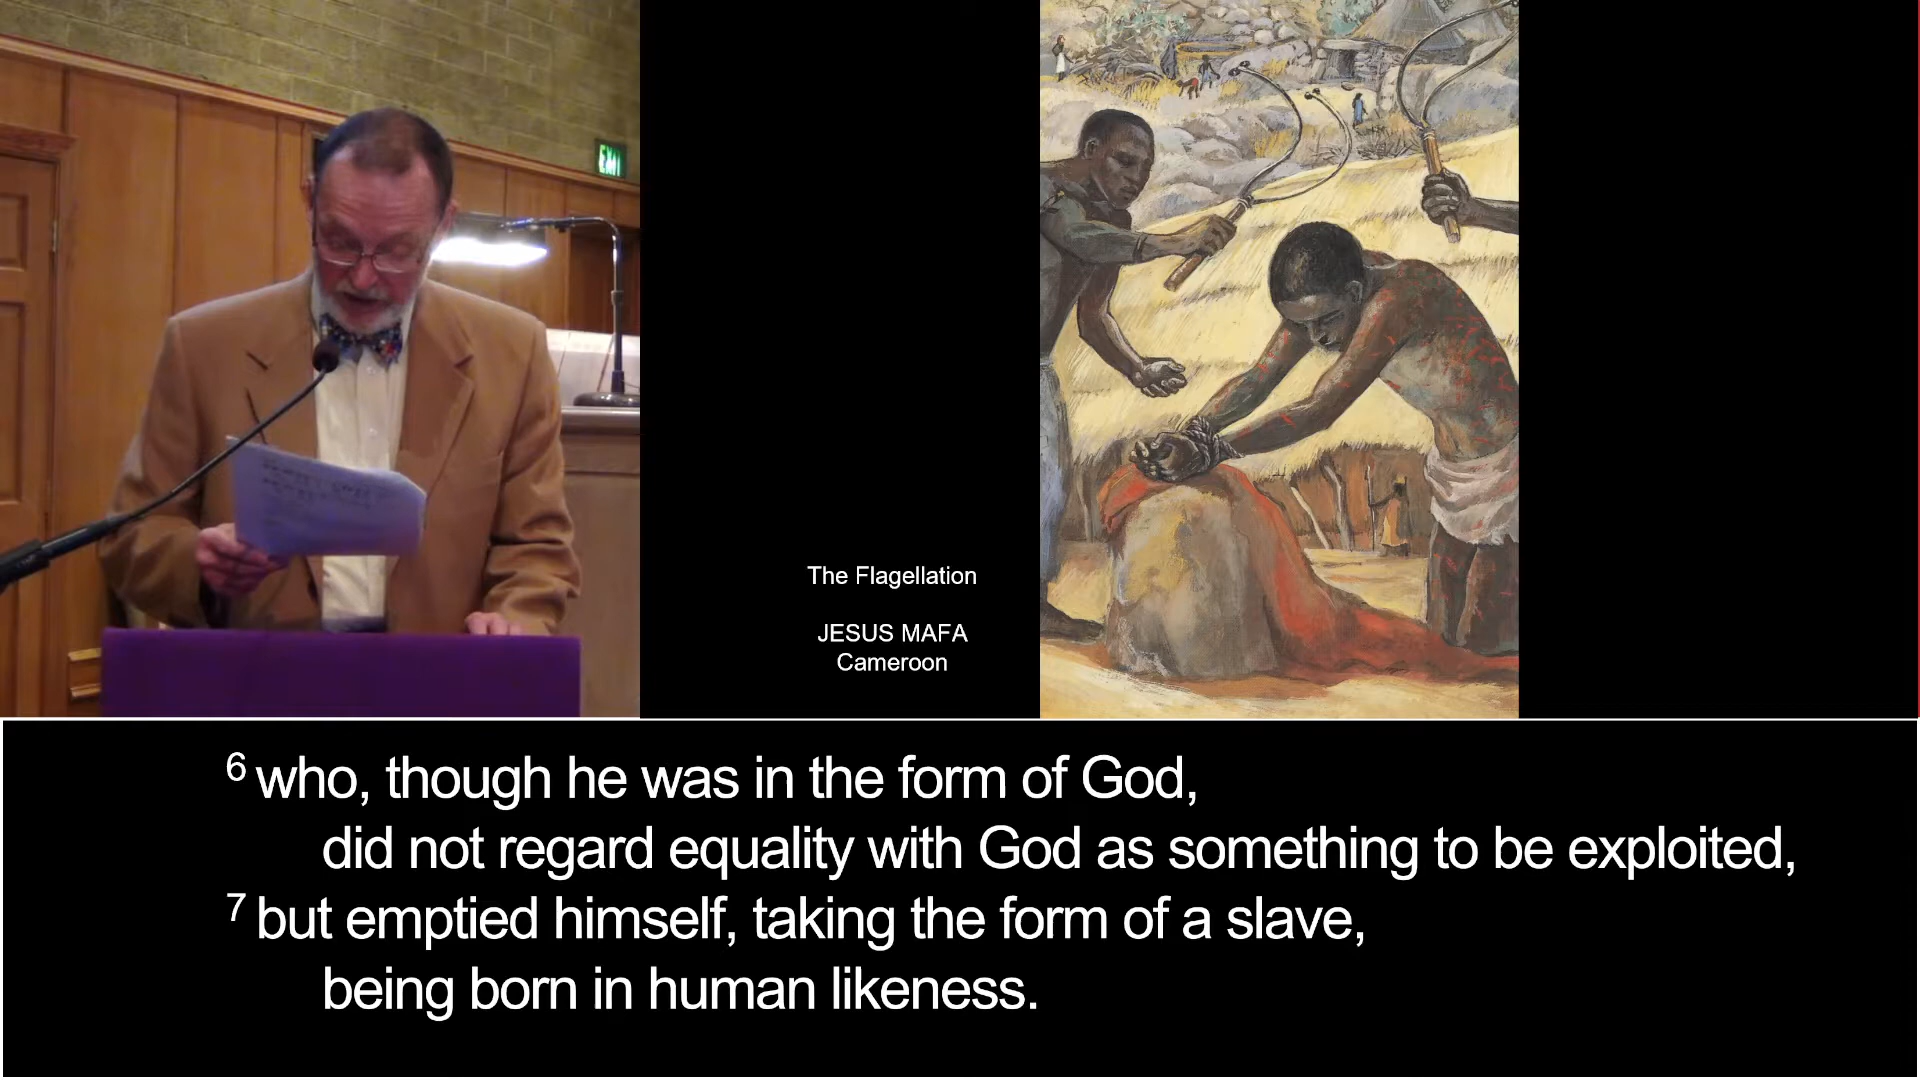 EXIT
The Flagellation
JESUS MAFA
Cameroon
6 who, though he was in the form of God,
did not regard equality with God as something to be exploited,
7 but emptied himself, taking the form of a slave,
being born in human likeness.